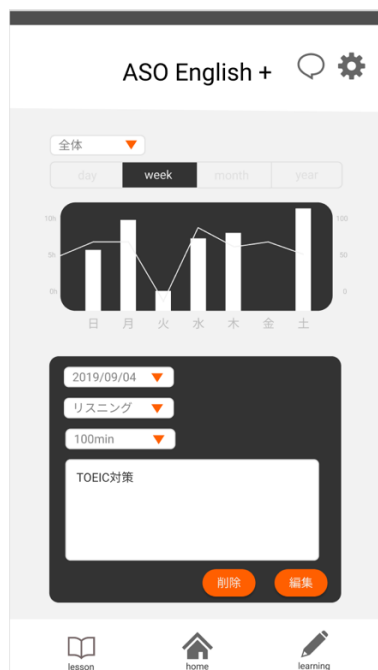 ASO English +
全体
day week month year
10h 100
5h 50
0h 0
日 月 火 水 木 金 土
2019/09/04
リスニング
100min
TOEIC対策
削除 編集
lesson home learning